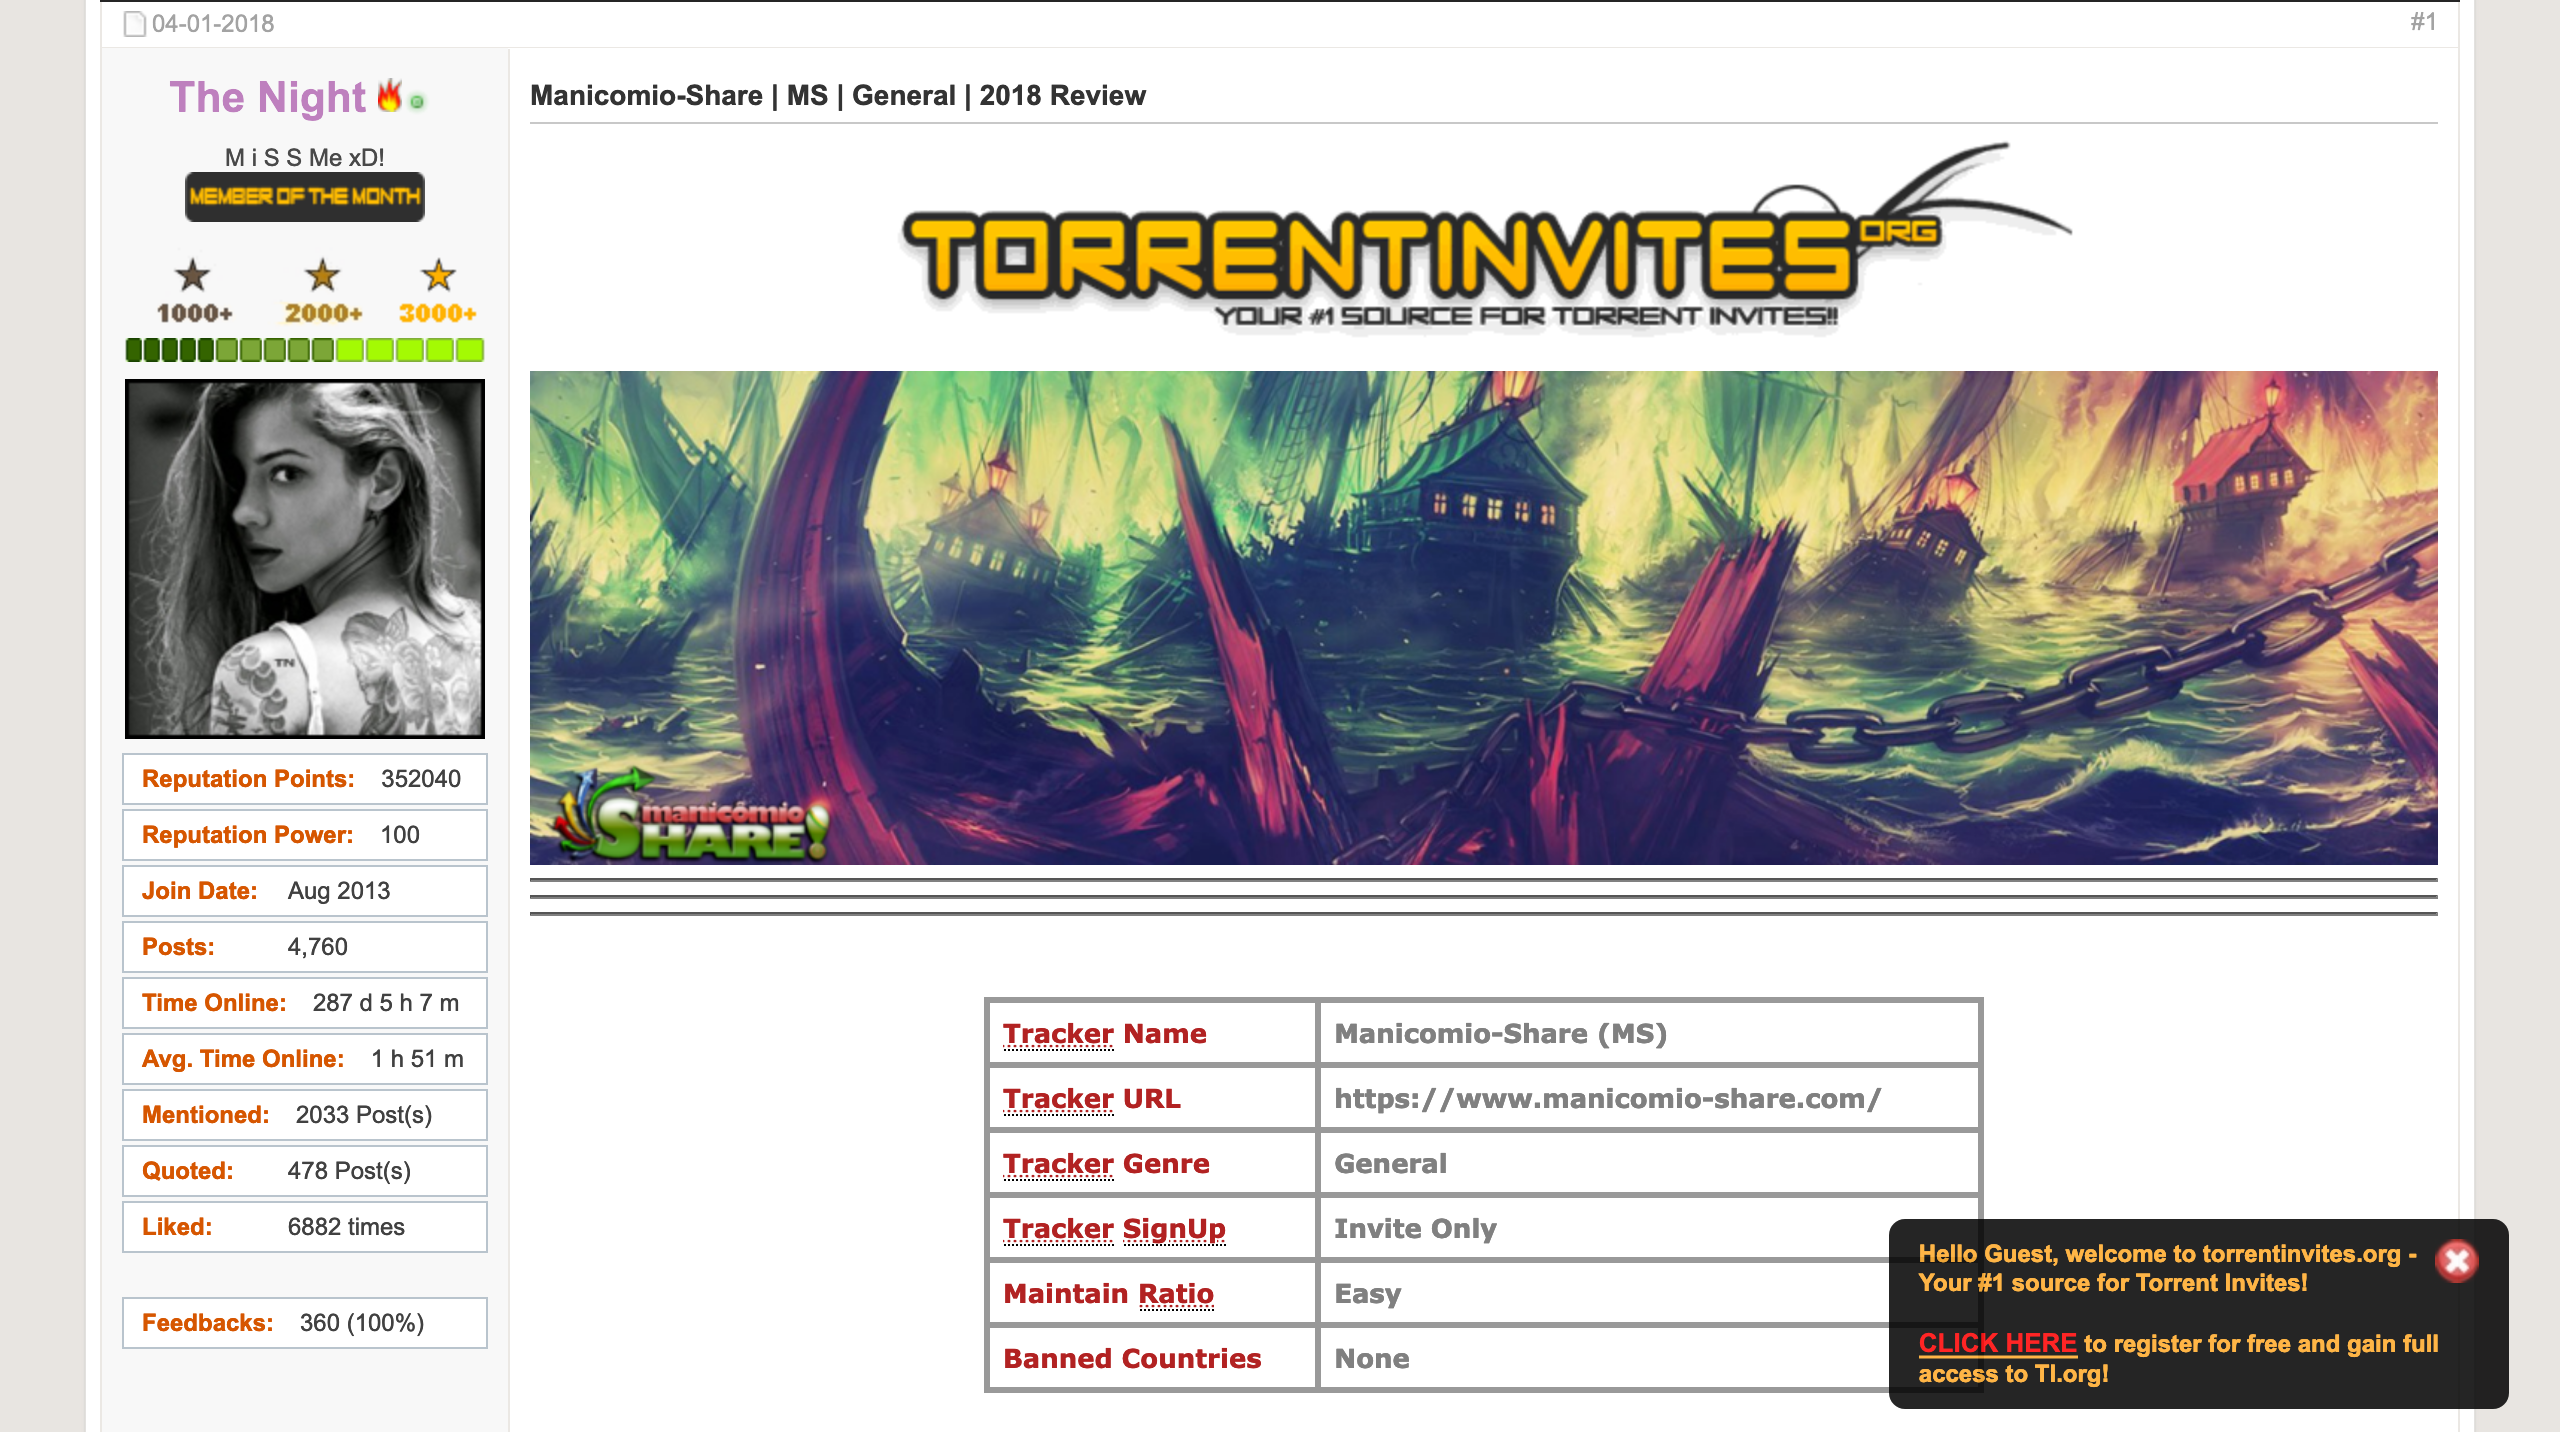 04-01-2018
#1
The Night
M i S S Me xD!
MEMBER OF THE MONTH
1000+ 2000+ 3000+
TN
Reputation Points: 352040
Reputation Power: 100
Join Date: Aug 2013
Posts: 4,760
Time Online: 287 d 5 h 7 m
Avg. Time Online: 1 h 51 m
Mentioned: 2033 Post(s)
Quoted: 478 Post(s)
Liked: 6882 times
Feedbacks: 360 (100%)
Manicomio-Share | MS | General | 2018 Review
TORRENTINVITES.ORG
YOUR #1 SOURCE FOR TORRENT INVITES!!
manicômio
SHARE!
Tracker Name Manicomio-Share (MS)
Tracker URL https://www.manicomio-share.com/
Tracker Genre General
Tracker SignUp Invite Only
Maintain Ratio Easy
Banned Countries None
Hello Guest, welcome to torrentinvites.org -
Your #1 source for Torrent Invites!
CLICK HERE to register for free and gain full
access to TI.org!